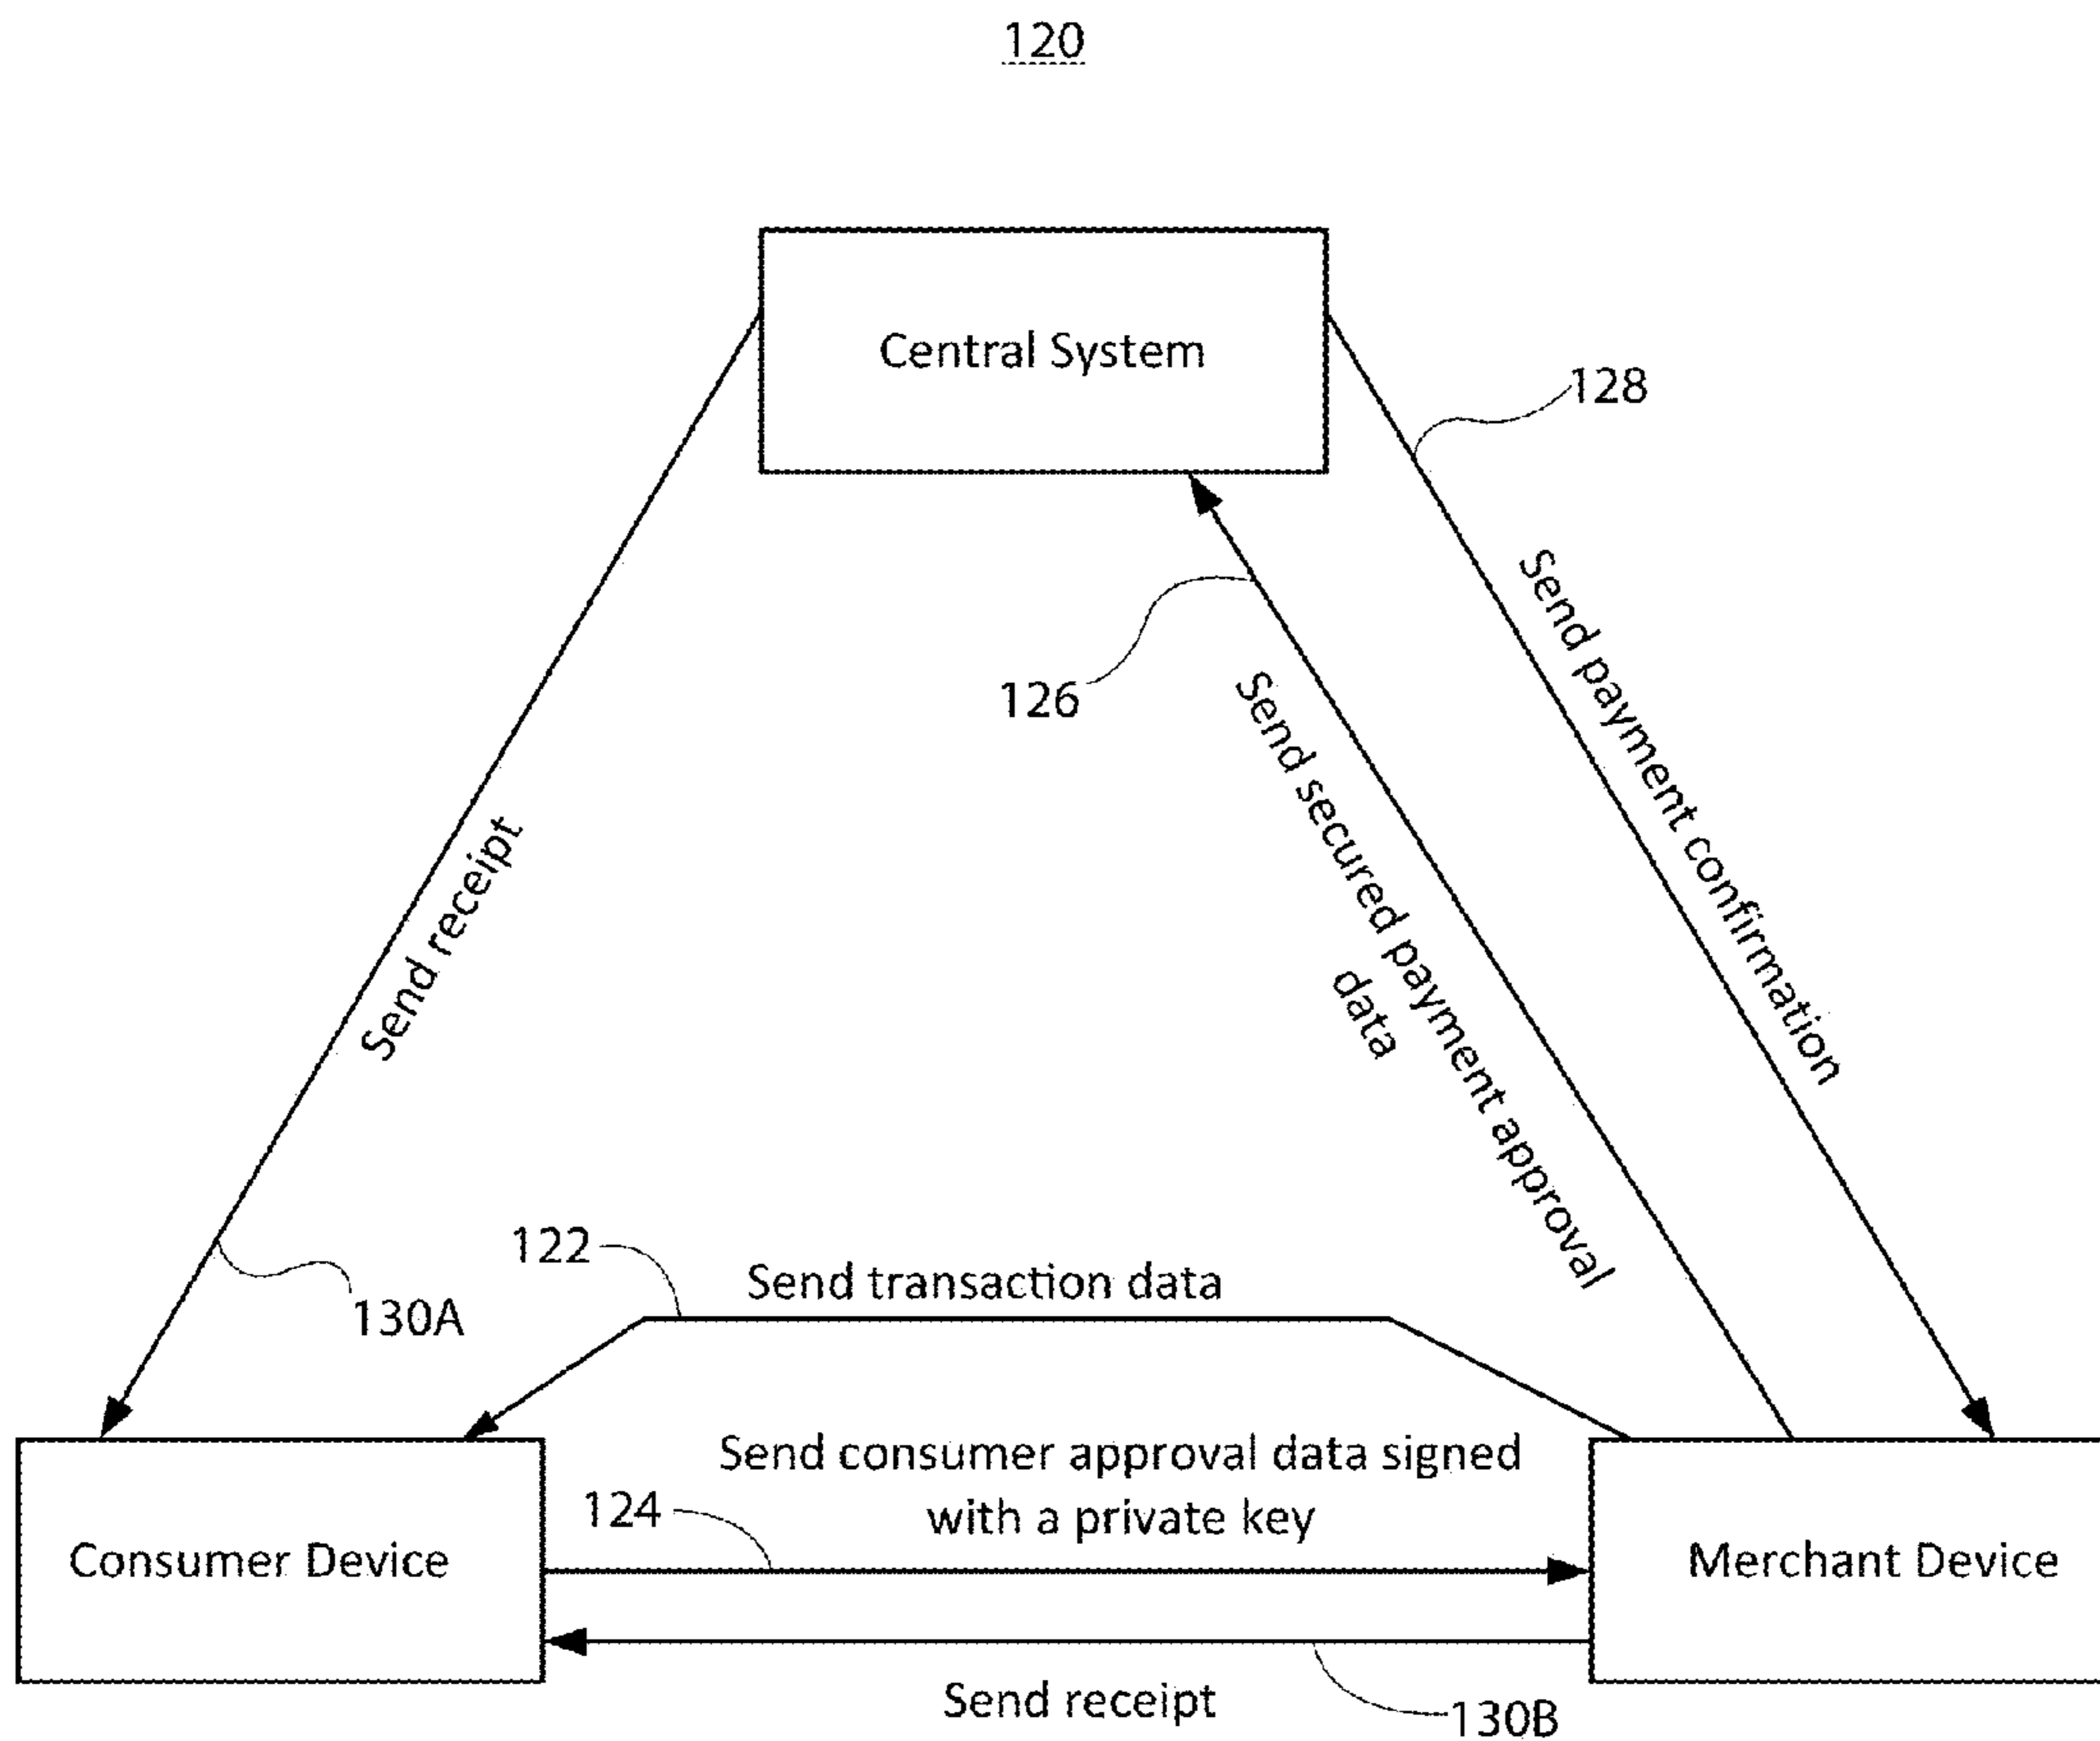 120
Central System
128
126
Send payment confirmation
Send secured payment approval
data
Send receipt
122
Send transaction data
130A
Send consumer approval data signed
with a private key
124
Consumer Device
Merchant Device
Send receipt
130B